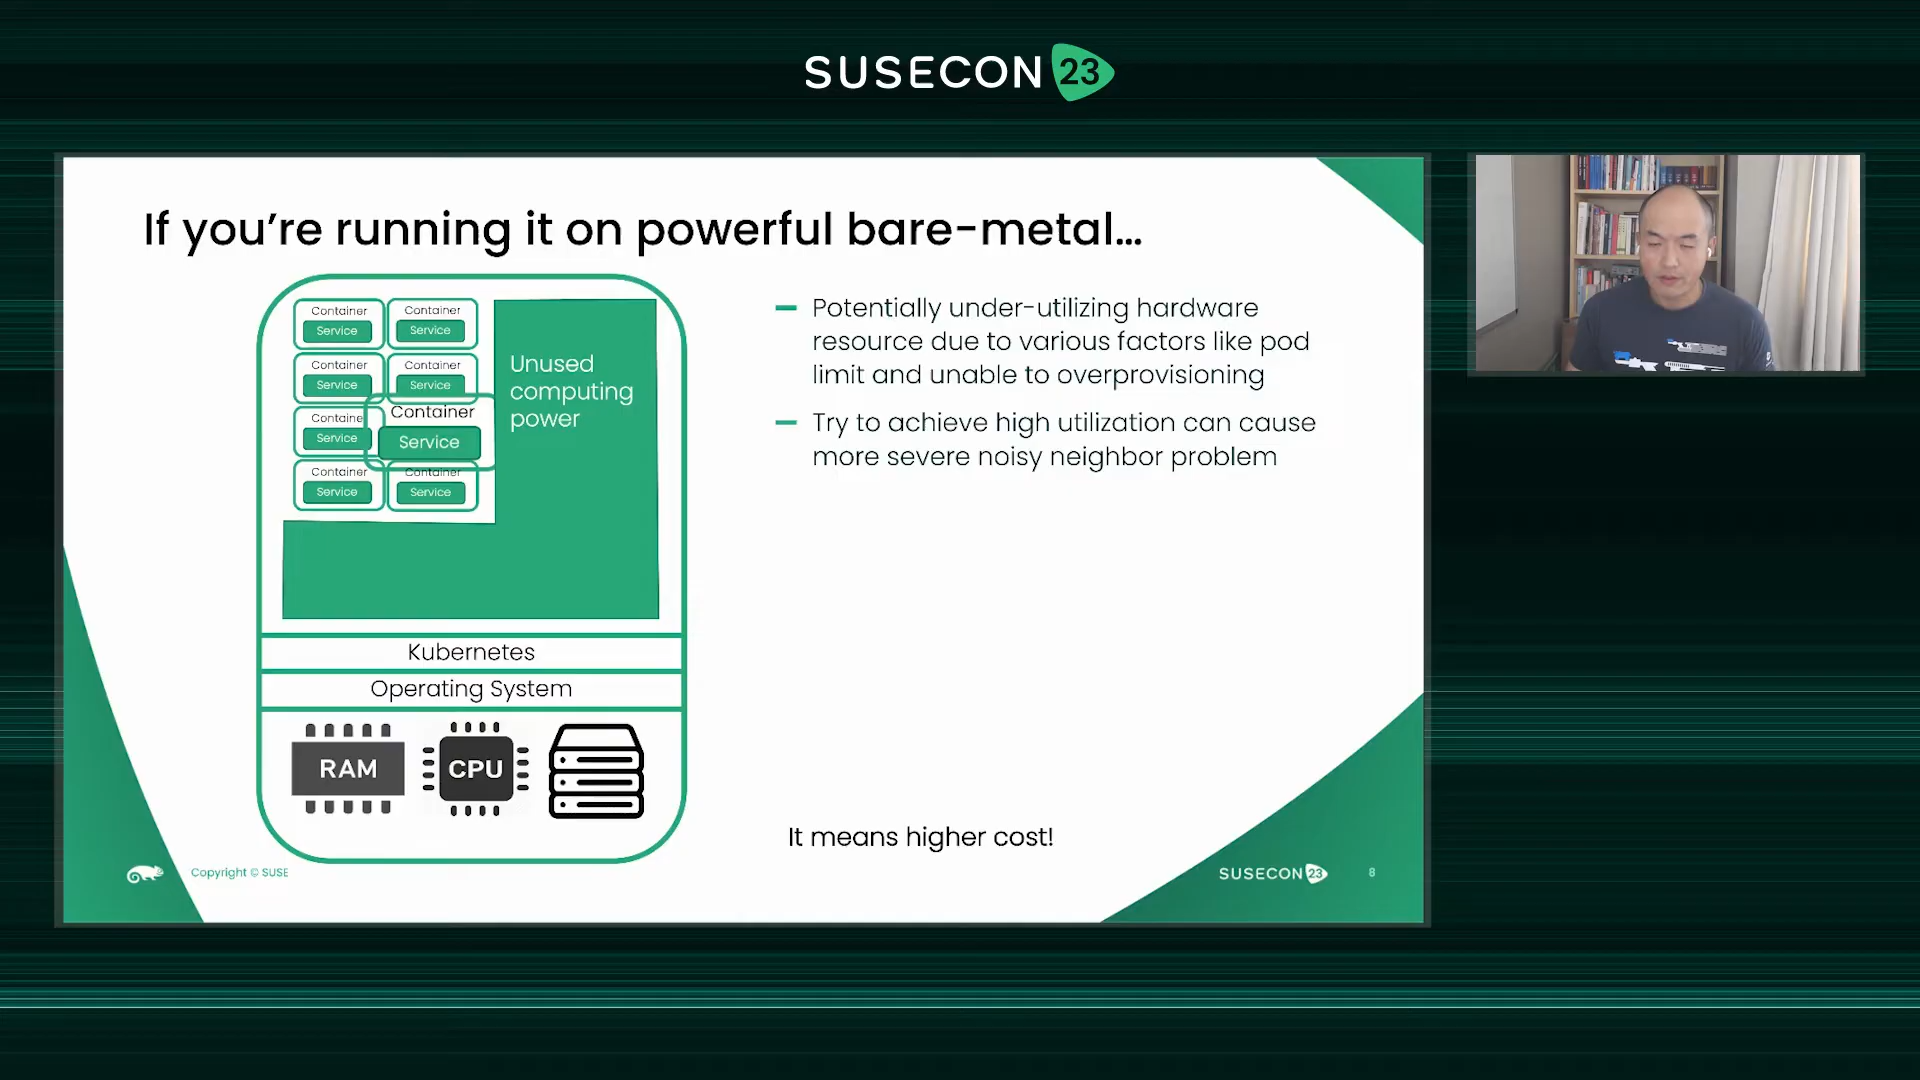 SUSECON 23
If you’re running it on powerful bare-metal...
Container
Service
Container
Service
Container
Service
Container
Service
Container
Service
Container
Service
Container
Service
Container
Service
Unused
computing
power
Kubernetes
Operating System
RAM
CPU
Potentially under-utilizing hardware
resource due to various factors like pod
limit and unable to overprovisioning
Try to achieve high utilization can cause
more severe noisy neighbor problem
It means higher cost!
Copyright © SUSE
SUSECON 23
8